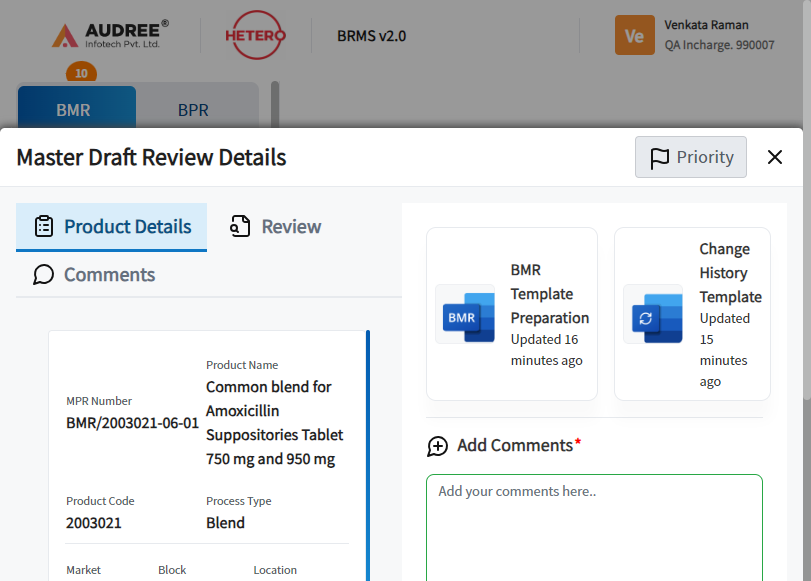 AUDREE®
Infotech Pvt. Ltd.
HETERO
BRMS v2.0
Ve
Venkata Raman
QA Incharge. 990007
10
BMR
BPR
Master Draft Review Details
Priority
Product Details
Review
Comments
MPR Number
BMR/2003021-06-01
Product Name
Common blend for
Amoxicillin
Suppositories Tablet
750 mg and 950 mg
Product Code
2003021
Process Type
Blend
Market
Block
Location
BMR
BMR
Template
Preparation
Updated 16
minutes ago
Change
History
Template
Updated
15
minutes
ago
Add Comments*
Add your comments here..